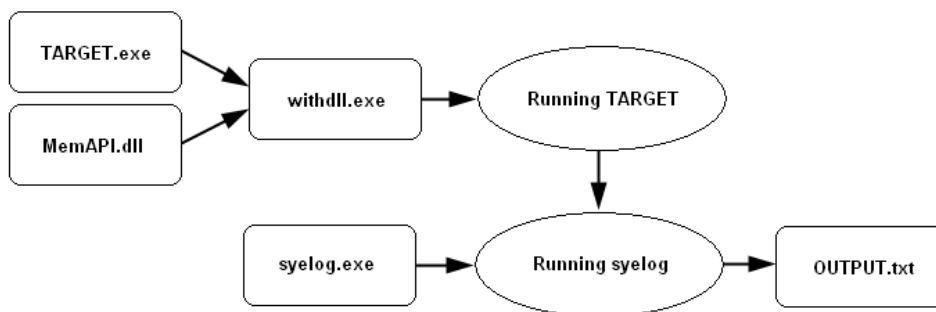 TARGET.exe
withdll.exe
Running TARGET
MemAPI.dll
syelog.exe
Running syelog
OUTPUT.txt